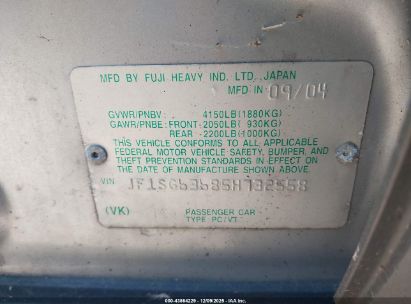 MFD BY FUJI HEAVY IND. LTD. JAPAN
MFD IN 09/04
GVWR/PNBV: 4150LB(1880KG)
GAWR/PNBE: FRONT-2050LB( 930KG)
REAR -2200LB(1000KG)
THIS VEHICLE CONFORMS TO ALL APPLICABLE
FEDERAL MOTOR VEHICLE SAFETY, BUMPER, AND
THEFT PREVENTION STANDARDS IN EFFECT ON
THE DATE OF MANUFACTURE SHOWN ABOVE.
VIN JF1SG63685H732558
(VK) PASSENGER CAR
TYPE PC/VT
000-43864229 - 12/09/2025 - IAA Inc.